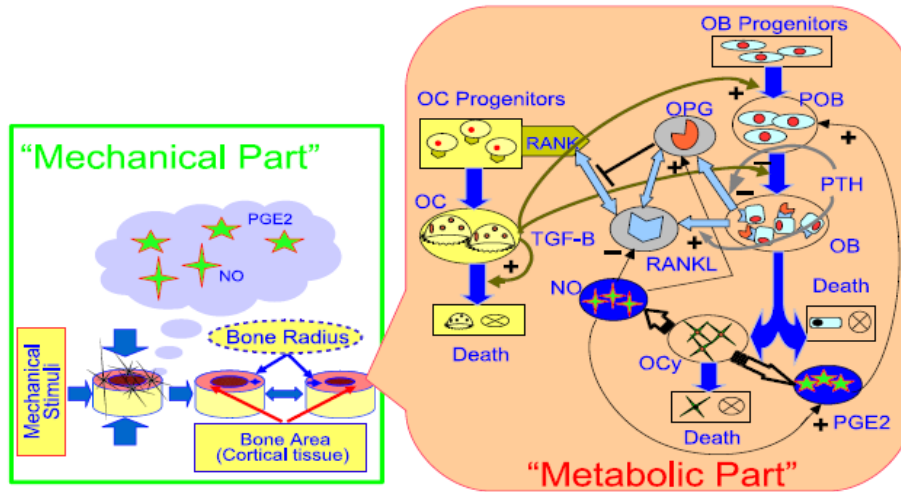 “Mechanical Part”
PGE2
NO
Mechanical
Stimuli
Bone Radius
Bone Area
(Cortical tissue)
OB Progenitors
OC Progenitors
RANK
OPG
POB
+
+
+
OC
TGF-B
+
−
−
PTH
+
RANKL
OB
−
NO
Death
Death
OCy
+ PGE2
Death
“Metabolic Part”